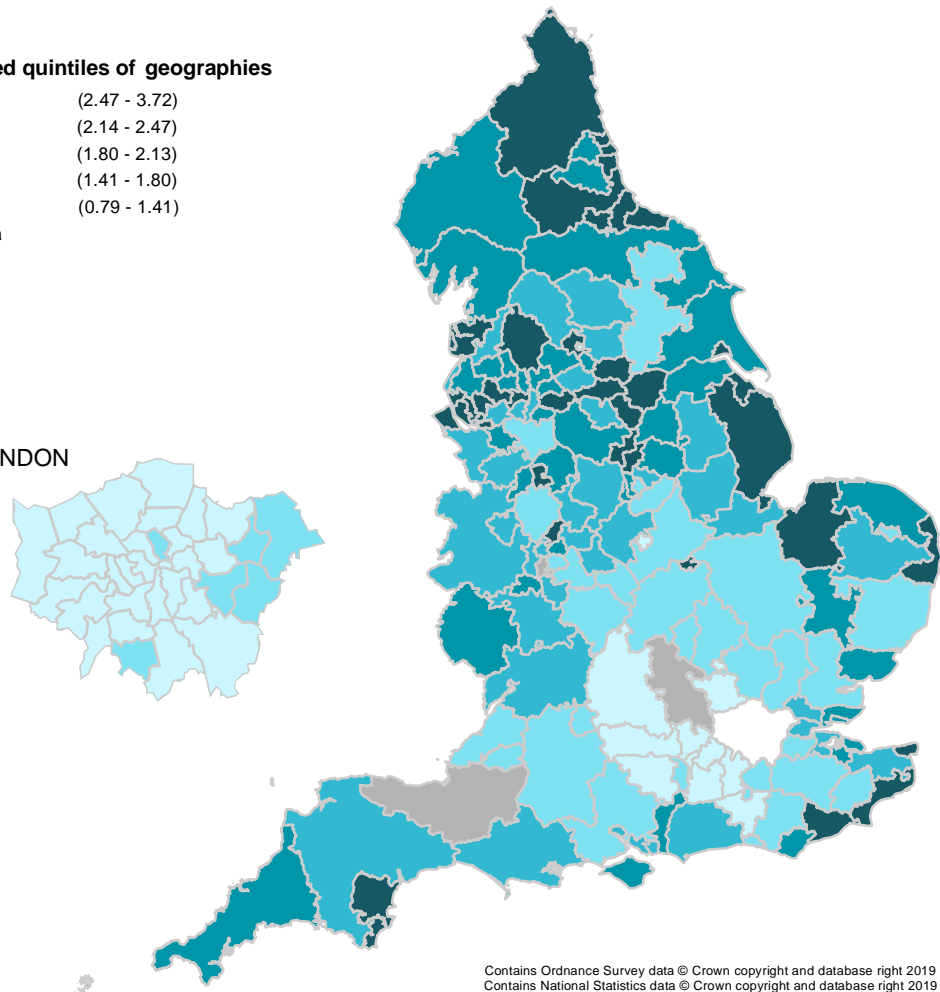 ed quintiles of geographies
(2.47 - 3.72)
(2.14 - 2.47)
(1.80 - 2.13)
(1.41 - 1.80)
(0.79 - 1.41)
NDON
Contains Ordnance Survey data © Crown copyright and database right 2019
Contains National Statistics data © Crown copyright and database right 2019